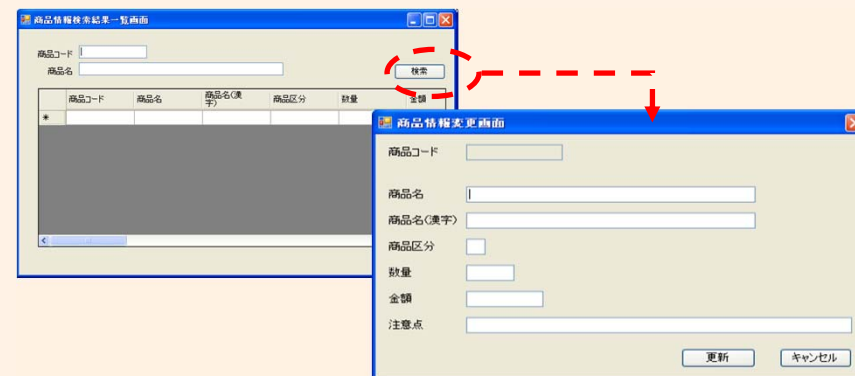 商品情報検索結果一覧画面
商品コード
商品名
検索
商品コード 商品名 商品名(漢字) 商品区分 数量 金額
*
商品情報変更画面
商品コード
商品名
商品名(漢字)
商品区分
数量
金額
注意点
更新 キャンセル